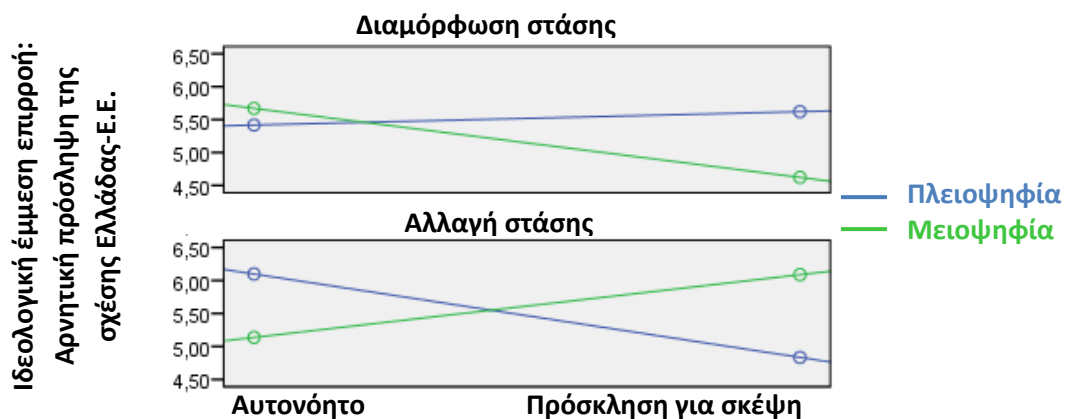 Ιδεολογική έμμεση επιρροή:
Αρνητική πρόσληψη της
σχέσης Ελλάδας-Ε.Ε.
Διαμόρφωση στάσης
6,50
6,00
5,50
5,00
4,50
Αλλαγή στάσης
6,50
6,00
5,50
5,00
4,50
Αυτονόητο
Πρόσκληση για σκέψη
Πλειοψηφία
Μειοψηφία